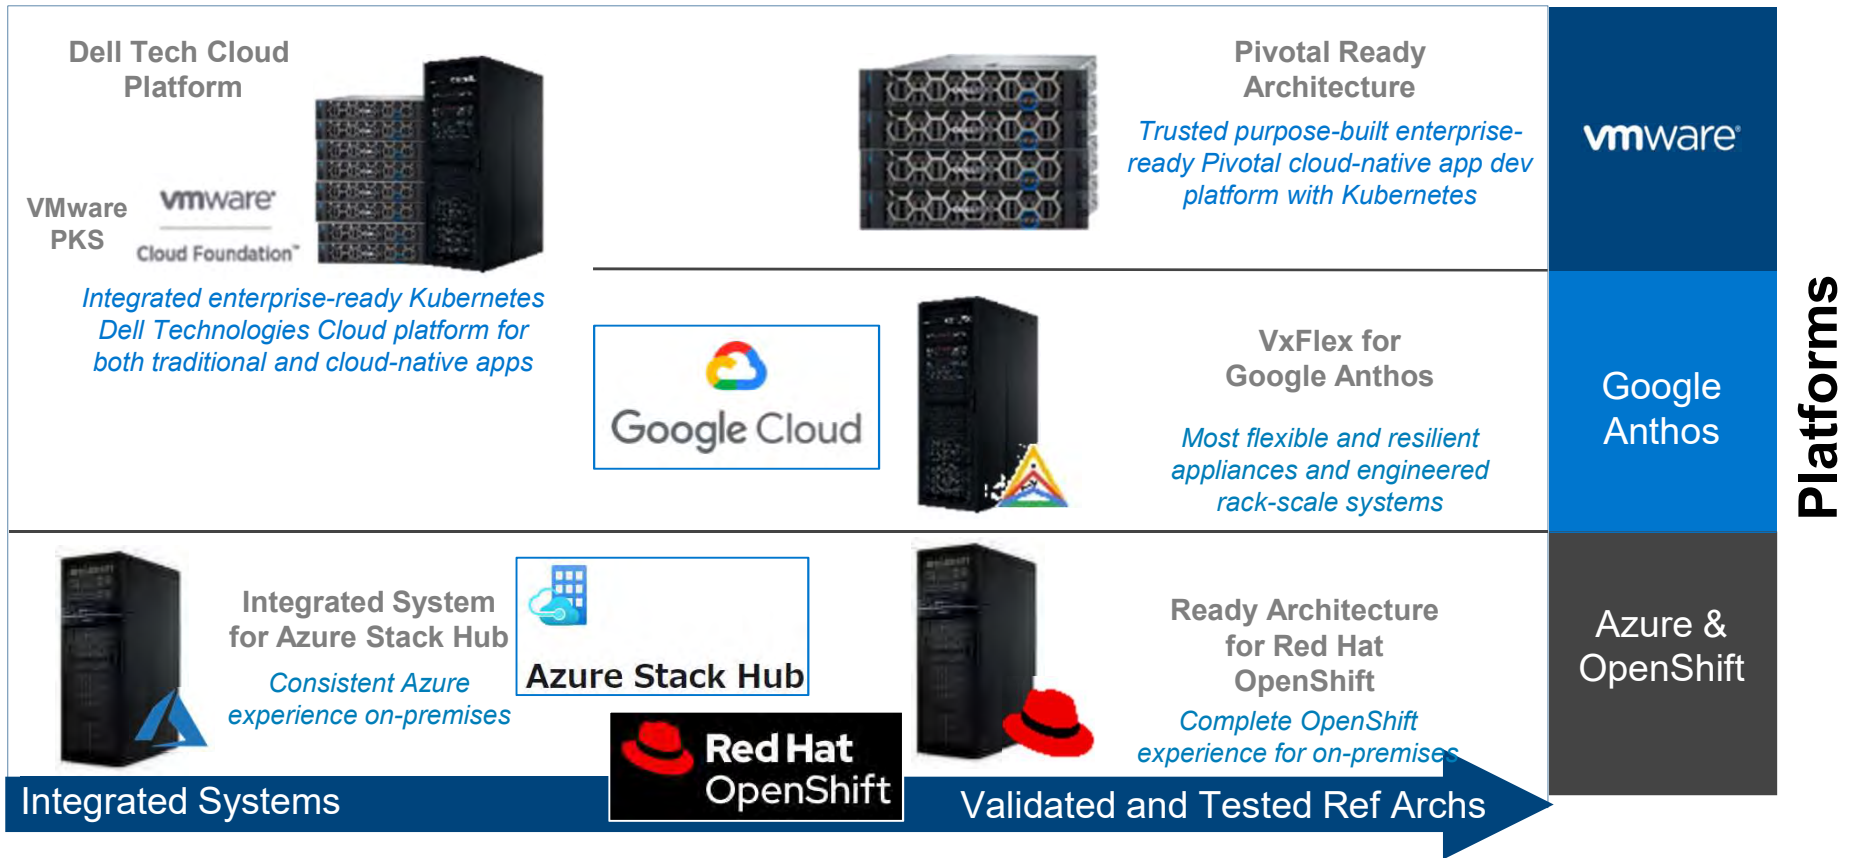 Dell Tech Cloud
Platform
VMware
PKS
vmware®
Cloud Foundation™
Integrated enterprise-ready Kubernetes
Dell Technologies Cloud platform for
both traditional and cloud-native apps
Pivotal Ready
Architecture
Trusted purpose-built enterprise-
ready Pivotal cloud-native app dev
platform with Kubernetes
vmware®
Google Cloud
VxFlex for
Google Anthos
Most flexible and resilient
appliances and engineered
rack-scale systems
Google
Anthos
Platforms
Integrated System
for Azure Stack Hub
Consistent Azure
experience on-premises
Azure Stack Hub
Red Hat
OpenShift
Ready Architecture
for Red Hat
OpenShift
Complete OpenShift
experience for on-premises
Azure &
OpenShift
Integrated Systems
Validated and Tested Ref Archs